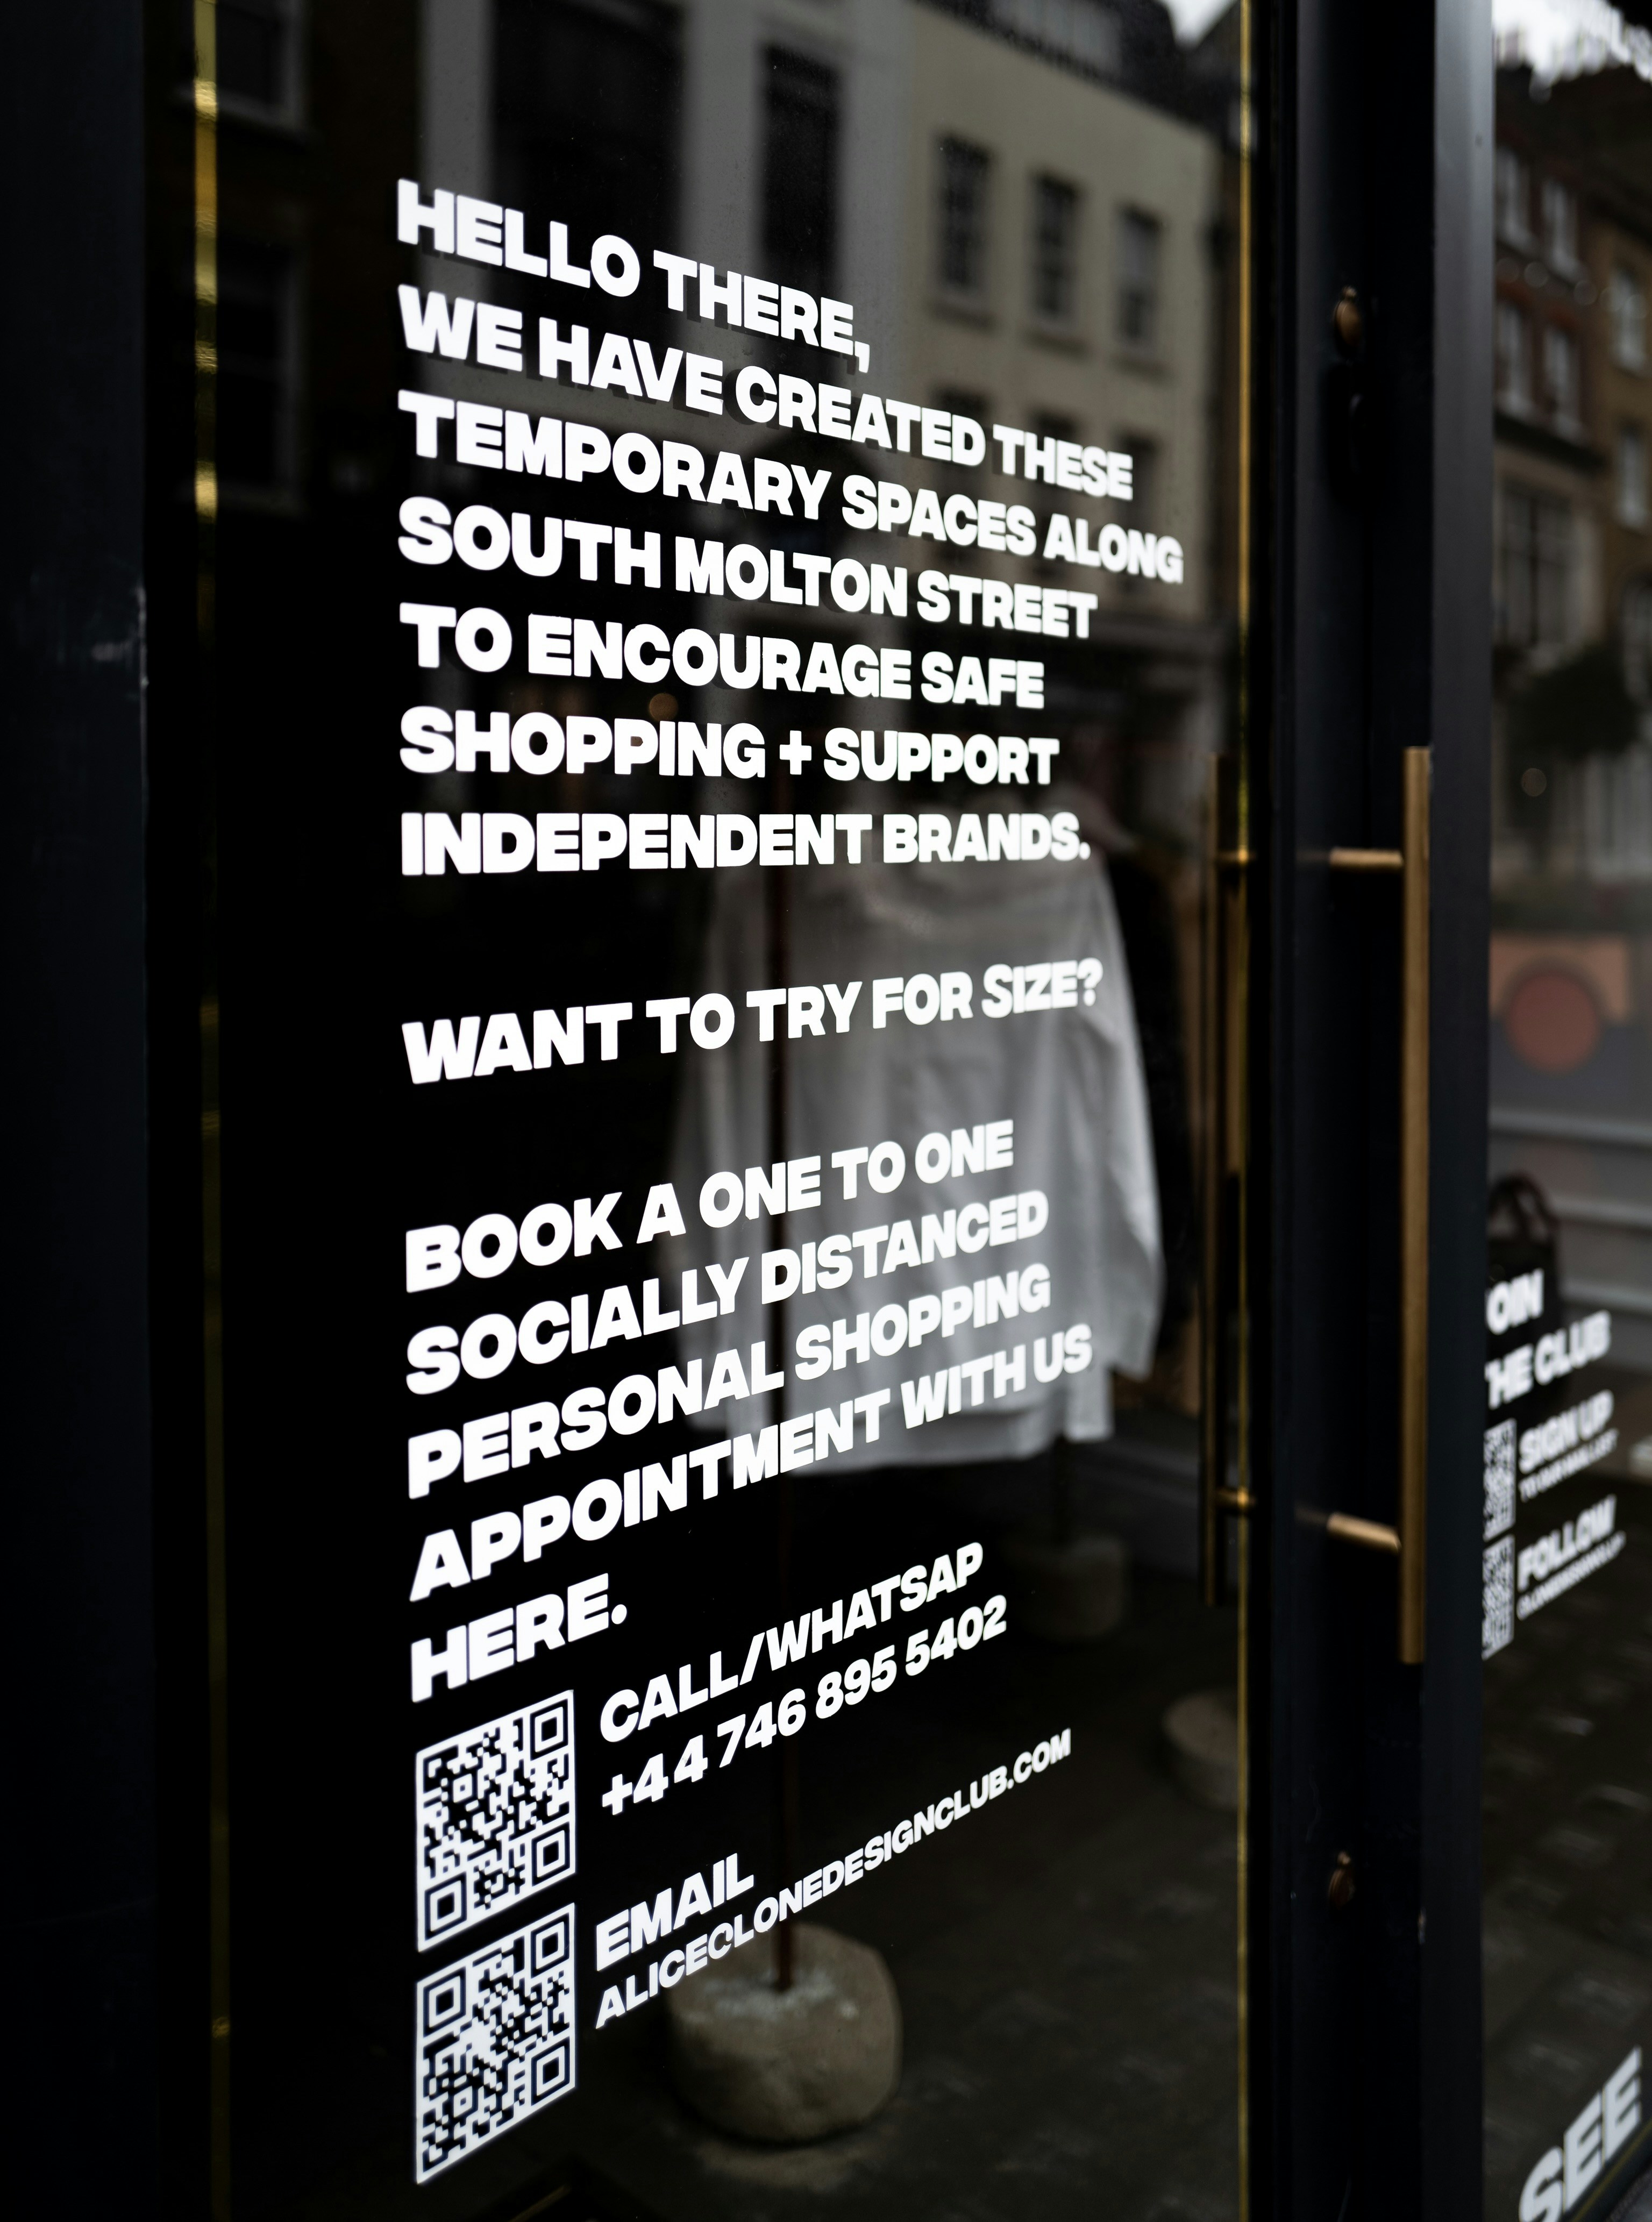 HELLO THERE,
WE HAVE CREATED THESE
TEMPORARY SPACES ALONG
SOUTH MOLTON STREET
TO ENCOURAGE SAFE
SHOPPING + SUPPORT
INDEPENDENT BRANDS.
WANT TO TRY FOR SIZE?
BOOK A ONE TO ONE
SOCIALLY DISTANCED
PERSONAL SHOPPING
APPOINTMENT WITH US
HERE.
CALL/WHATSAP
+44 746 895 5402
EMAIL
ALICECLONEDESIGNCLUB.COM
OIN
THE CLUB
SIGN UP
FOLLOW
SEE